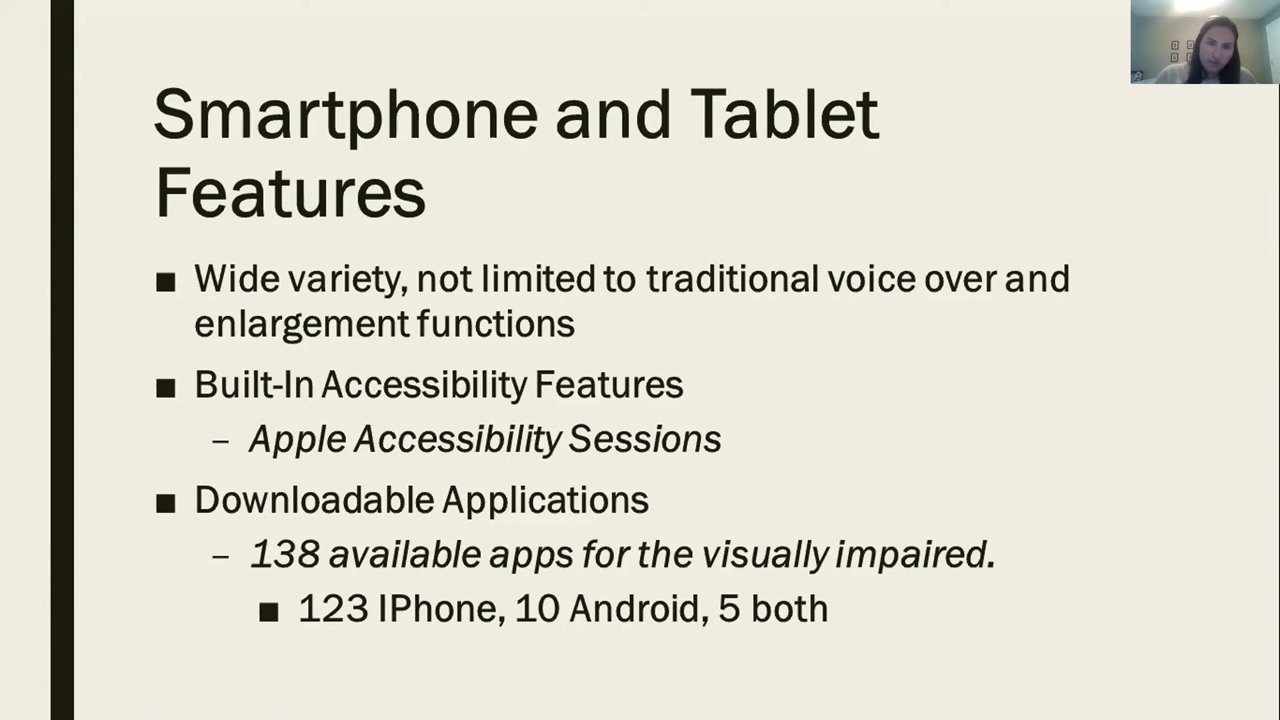 Smartphone and Tablet
Features
■ Wide variety, not limited to traditional voice over and
enlargement functions
■ Built-In Accessibility Features
– Apple Accessibility Sessions
■ Downloadable Applications
– 138 available apps for the visually impaired.
■ 123 IPhone, 10 Android, 5 both